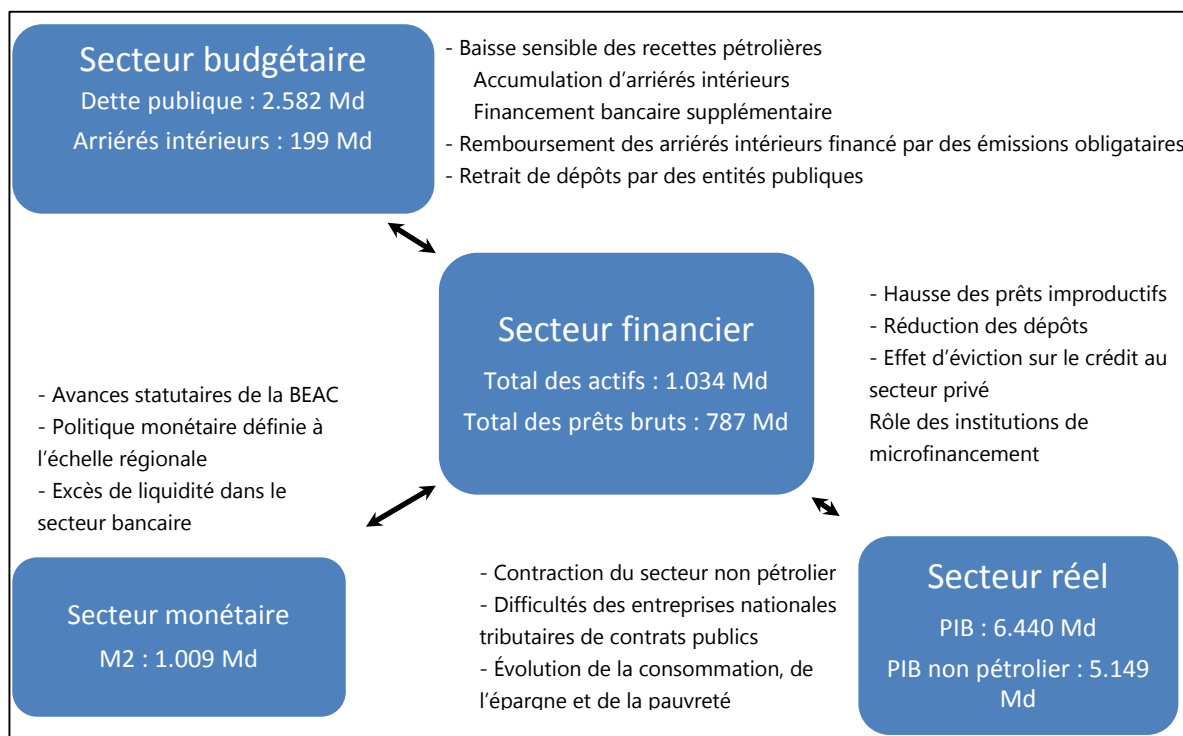 Secteur budgétaire
Dette publique : 2.582 Md
Arriérés intérieurs : 199 Md
- Baisse sensible des recettes pétrolières
Accumulation d'arriérés intérieurs
Financement bancaire supplémentaire
- Remboursement des arriérés intérieurs financé par des émissions obligataires
- Retrait de dépôts par des entités publiques
Secteur financier
Total des actifs : 1.034 Md
Total des prêts bruts : 787 Md
- Hausse des prêts improductifs
- Réduction des dépôts
- Effet d'éviction sur le crédit au
secteur privé
Rôle des institutions de
microfinancement
- Avances statutaires de la BEAC
- Politique monétaire définie à
l'échelle régionale
- Excès de liquidité dans le
secteur bancaire
Secteur monétaire
M2 : 1.009 Md
- Contraction du secteur non pétrolier
- Difficultés des entreprises nationales
tributaires de contrats publics
- Évolution de la consommation, de
l'épargne et de la pauvreté
Secteur réel
PIB : 6.440 Md
PIB non pétrolier : 5.149
Md